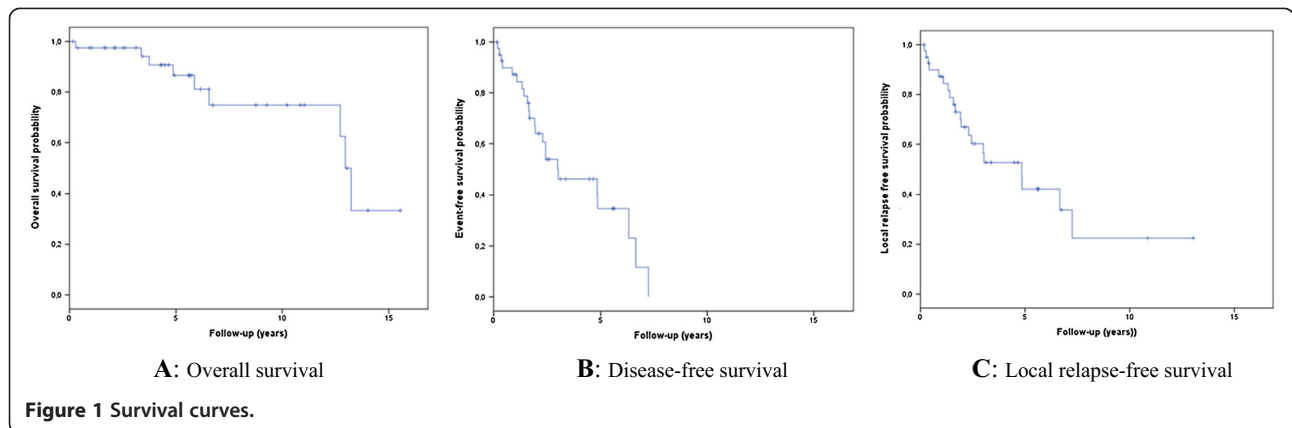 Overall survival probability
1,0
0,8
0,6
0,4
0,2
0,0
0 5 10 15
Follow-up (years)
A: Overall survival
Event-free survival probability
1,0
0,8
0,6
0,4
0,2
0,0
0 5 10 15
Follow-up (years)
B: Disease-free survival
Local relapse free survival probability
1,0
0,8
0,6
0,4
0,2
0,0
0 5 10 15
Follow-up (years))
C: Local relapse-free survival
Figure 1 Survival curves.